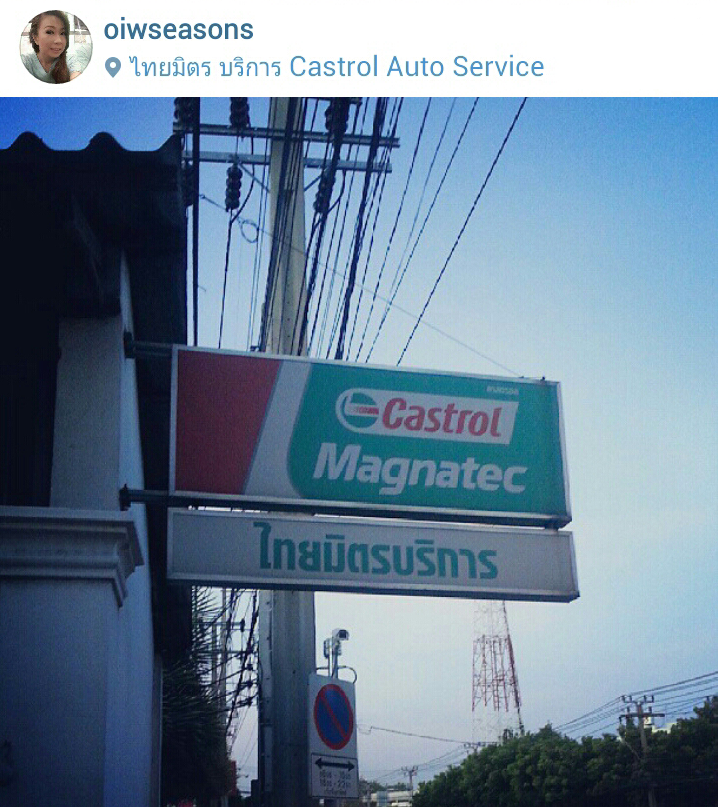 oiwseasons
ไทยมิตร บริการ Castrol Auto Service
Castrol
Magnatec
ไทยมิตรบริการ